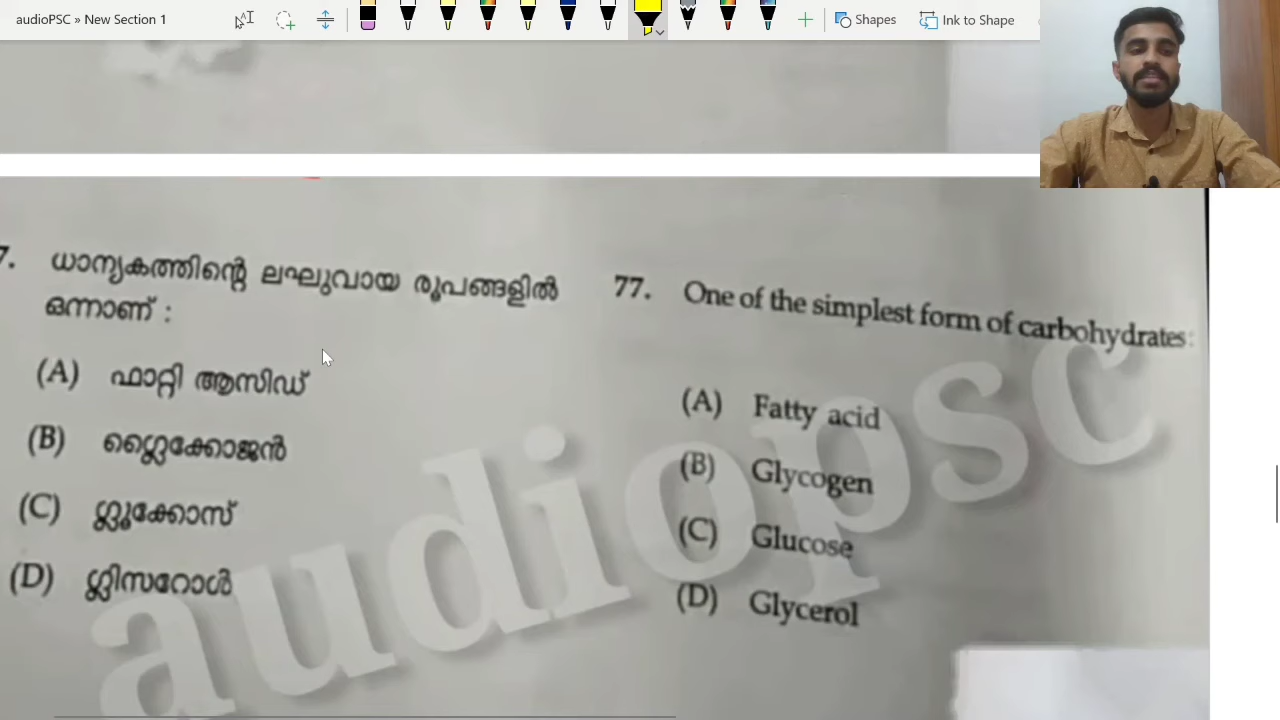 audioPSC » New Section 1
Shapes
Ink to Shape
7. ധാന്യകത്തിന്റെ ലഘുവായ രൂപങ്ങളിൽ
ഒന്നാണ് :
(A) ഫാറ്റി ആസിഡ്
(B) ഗ്ലൈക്കോജൻ
(C) ഗ്ലൂക്കോസ്
(D) ഗ്ലിസറോൾ
77. One of the simplest form of carbohydrates:
(A) Fatty acid
(B) Glycogen
(C) Glucose
(D) Glycerol
audiopsc